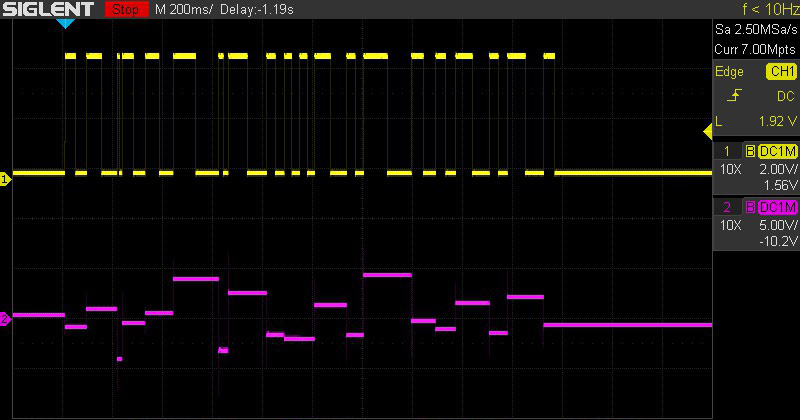 SIGLENT Stop M 200ms/ Delay:-1.19s f < 10Hz
Sa 2.50MSa/s
Curr 7.00Mpts
Edge CH1
DC
L 1.92 V
1 B DC1M
10X 2.00V/
1.56V
2 B DC1M
10X 5.00V/
-10.2V
1
2